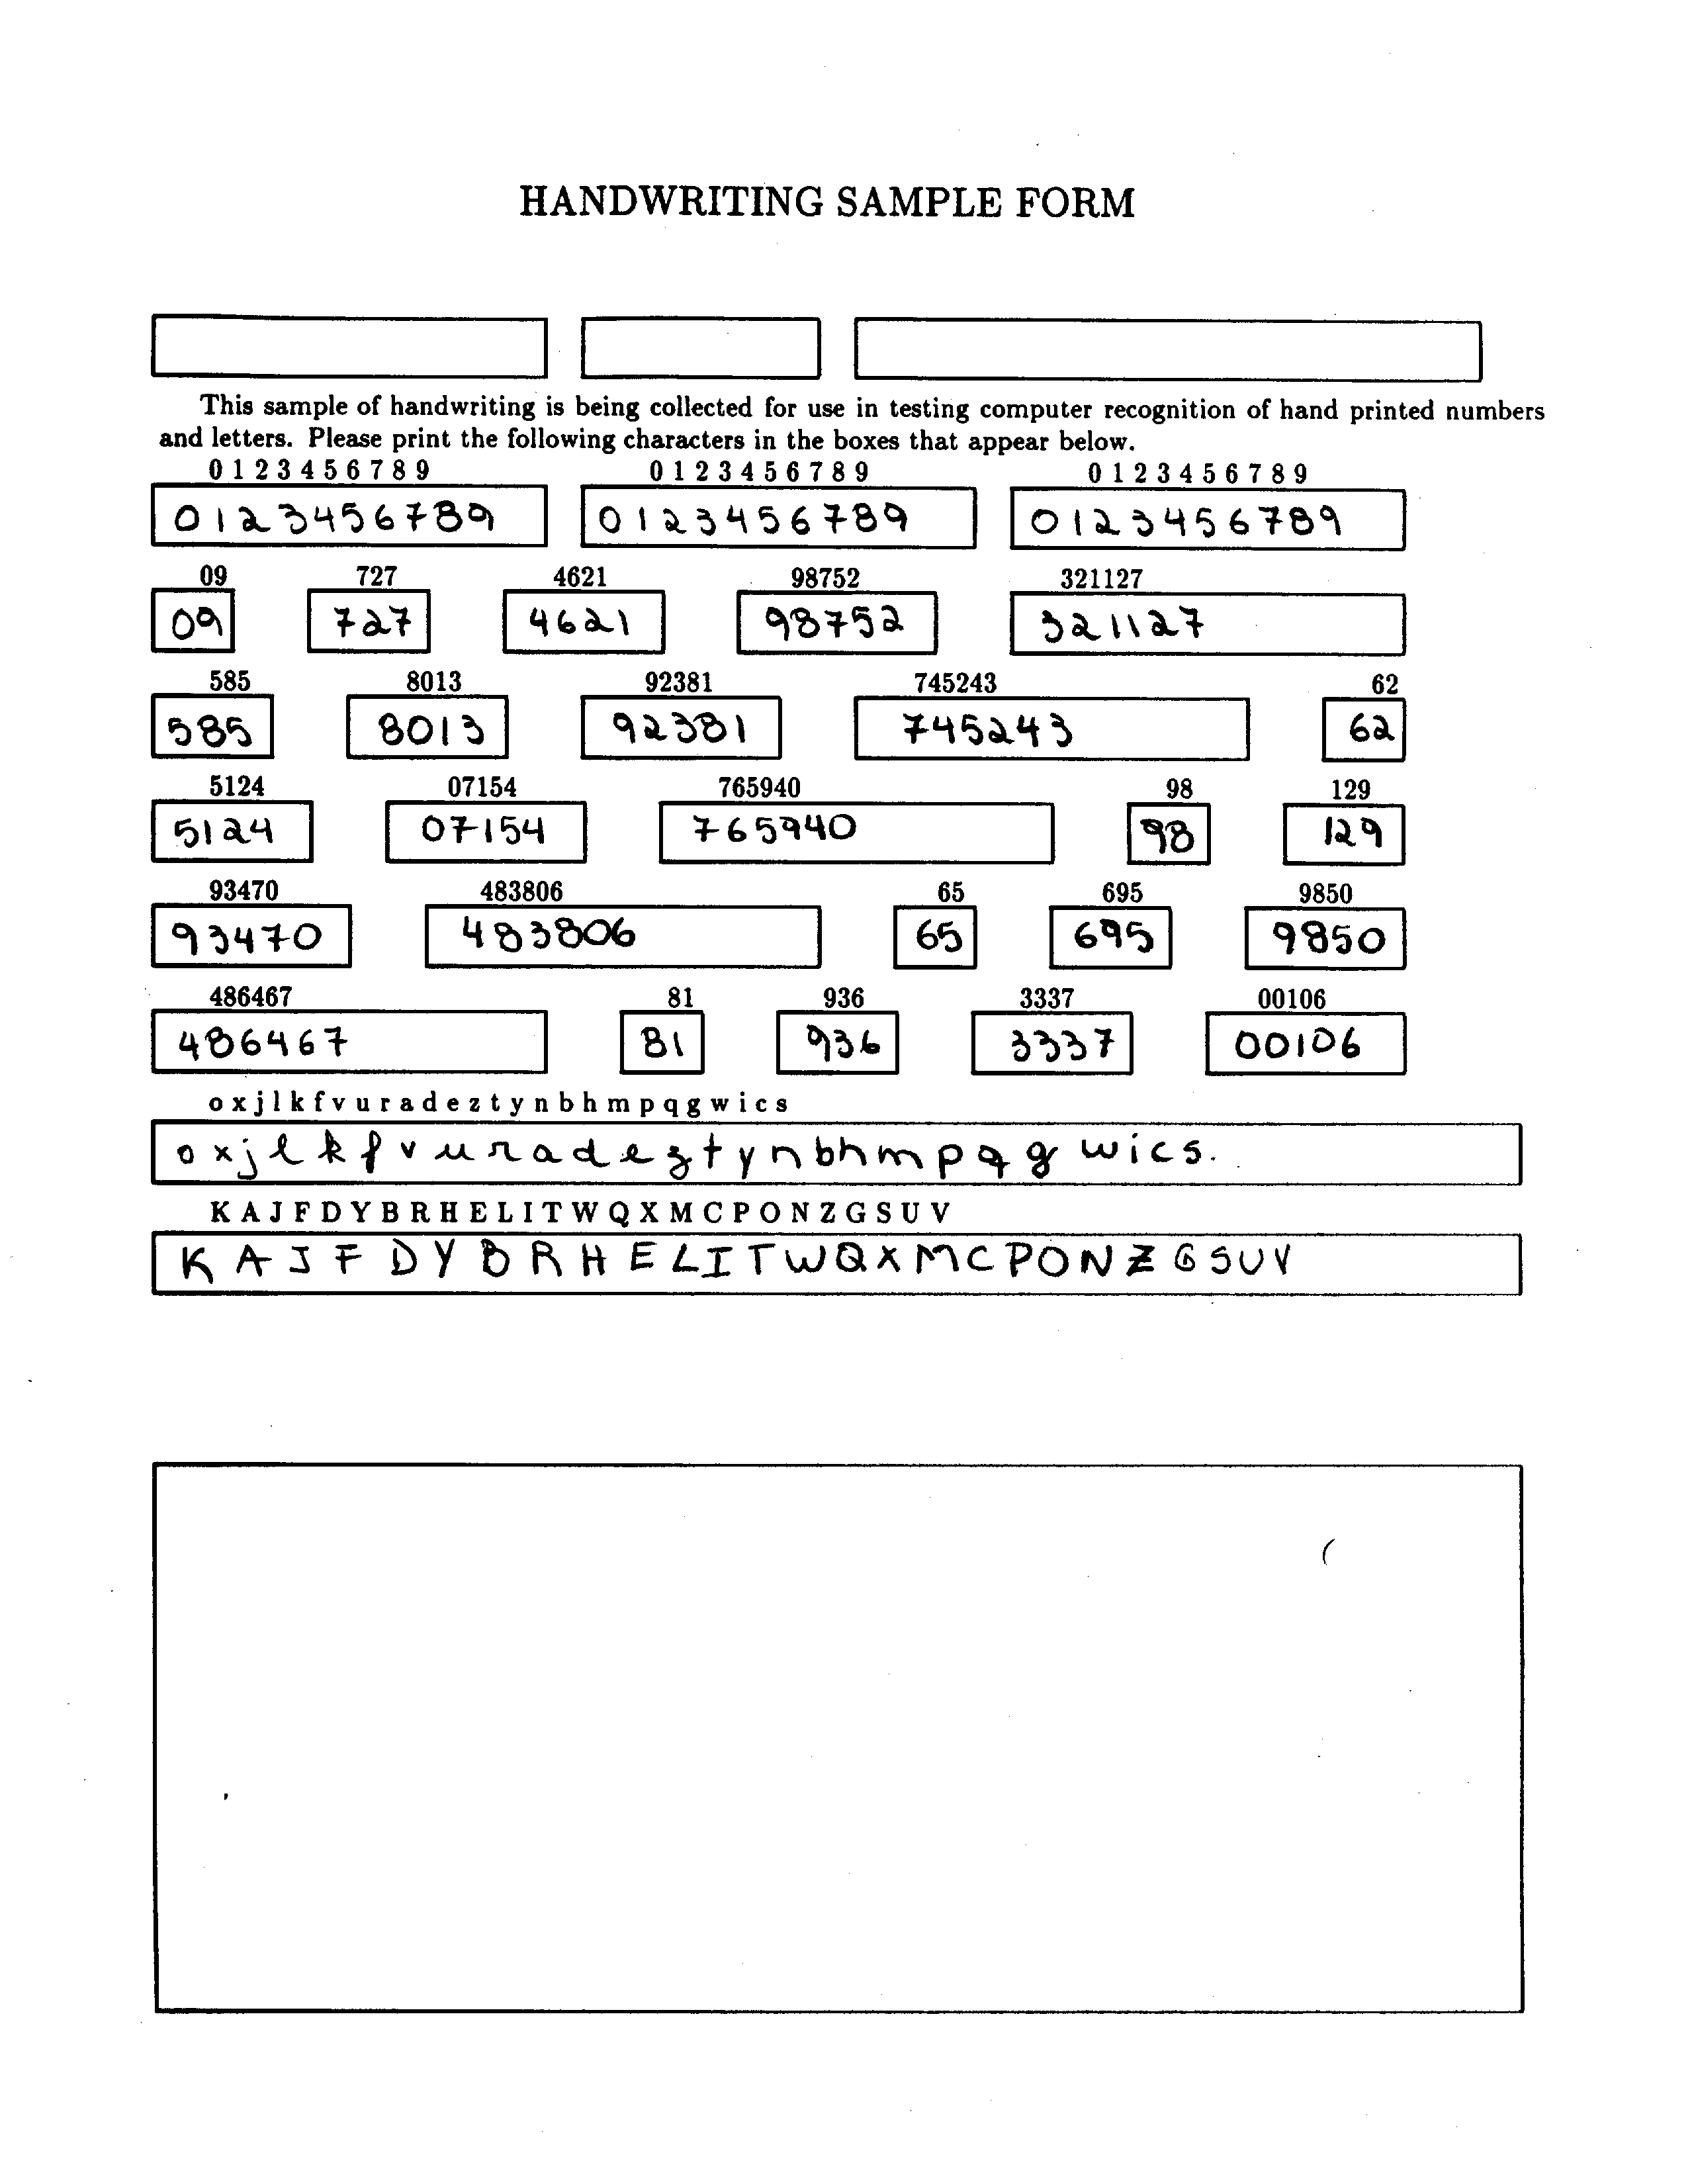 HANDWRITING SAMPLE FORM
This sample of handwriting is being collected for use in testing computer recognition of hand printed numbers
and letters. Please print the following characters in the boxes that appear below.
0 1 2 3 4 5 6 7 8 9 0 1 2 3 4 5 6 7 8 9 0 1 2 3 4 5 6 7 8 9
0123456789 0123456789 0123456789
09 727 4621 98752 321127
09 727 4621 98752 321127
585 8013 92381 745243 62
585 8013 92381 745243 62
5124 07154 765940 98 129
5124 07154 765940 98 129
93470 483806 65 695 9850
93470 483806 65 695 9850
486467 81 936 3337 00106
486467 81 936 3337 00106
o x j l k f v u r a d e z t y n b h m p q g w i c s
o x j l k f v u r a d e z t y n b h m p q g w i c s.
K A J F D Y B R H E L I T W Q X M C P O N Z G S U V
K A J F D Y B R H E L I T W Q X M C P O N Z G S U V